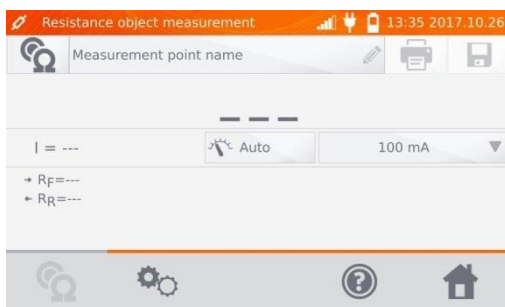 Resistance object measurement 13:35 2017.10.26
Measurement point name
---
I = --- Auto 100 mA
→ RF=---
← RR=---